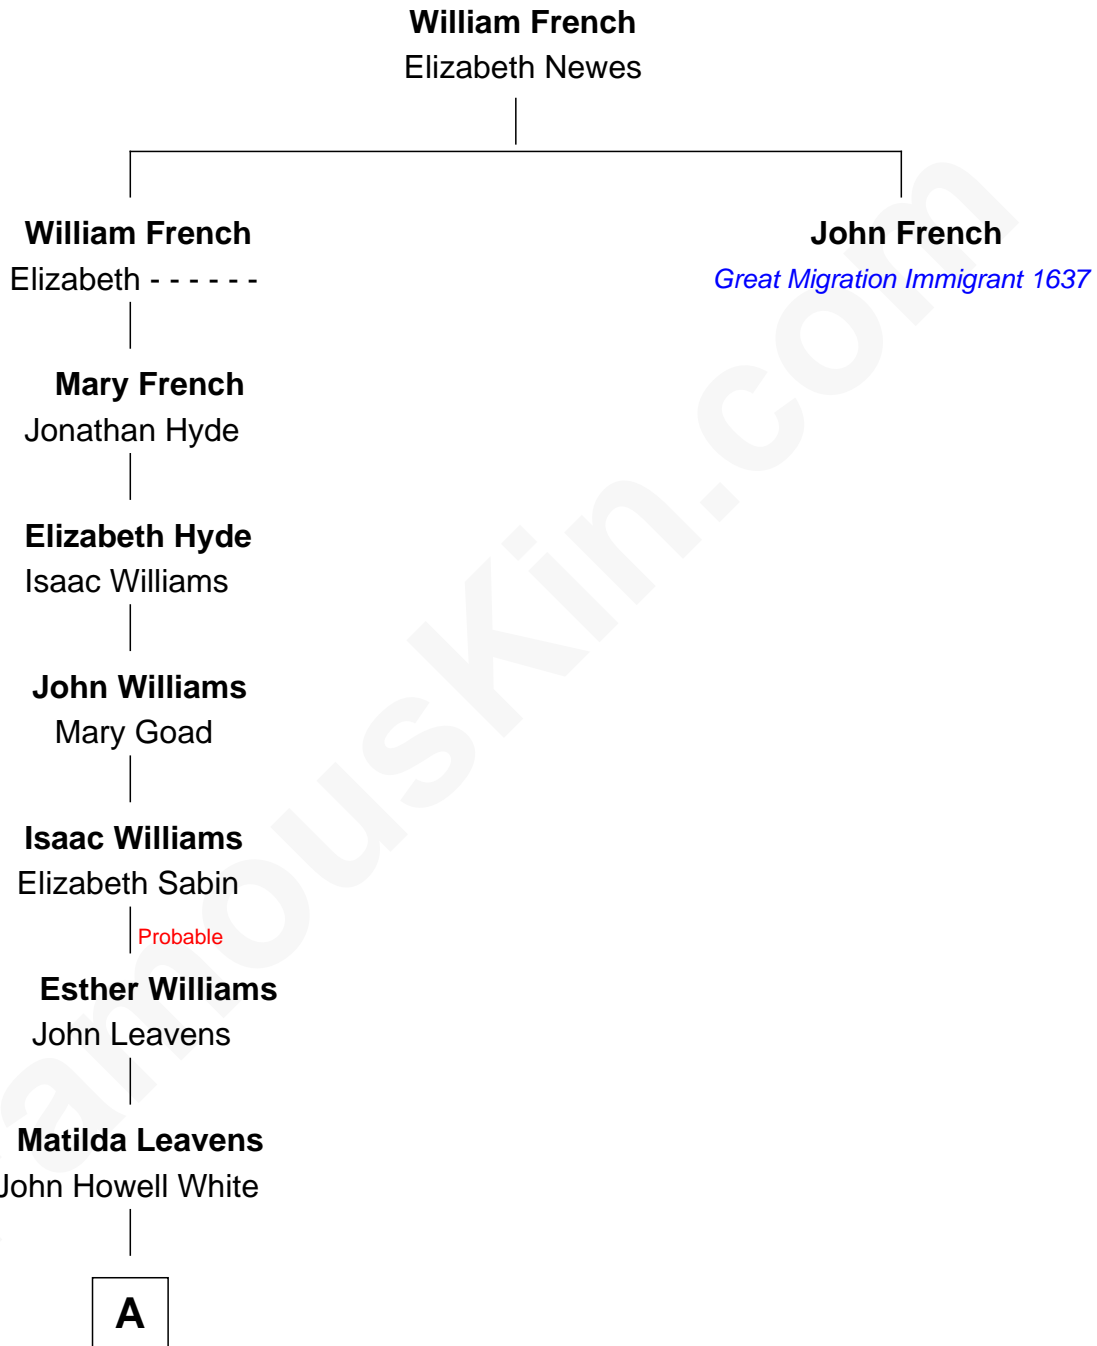 William French
Elizabeth Newes
William French
Elizabeth - - - - - -
John French
Great Migration Immigrant 1637
Mary French
Jonathan Hyde
Elizabeth Hyde
Isaac Williams
John Williams
Mary Goad
Isaac Williams
Elizabeth Sabin
Probable
Esther Williams
John Leavens
Matilda Leavens
John Howell White
A
amouskin.com